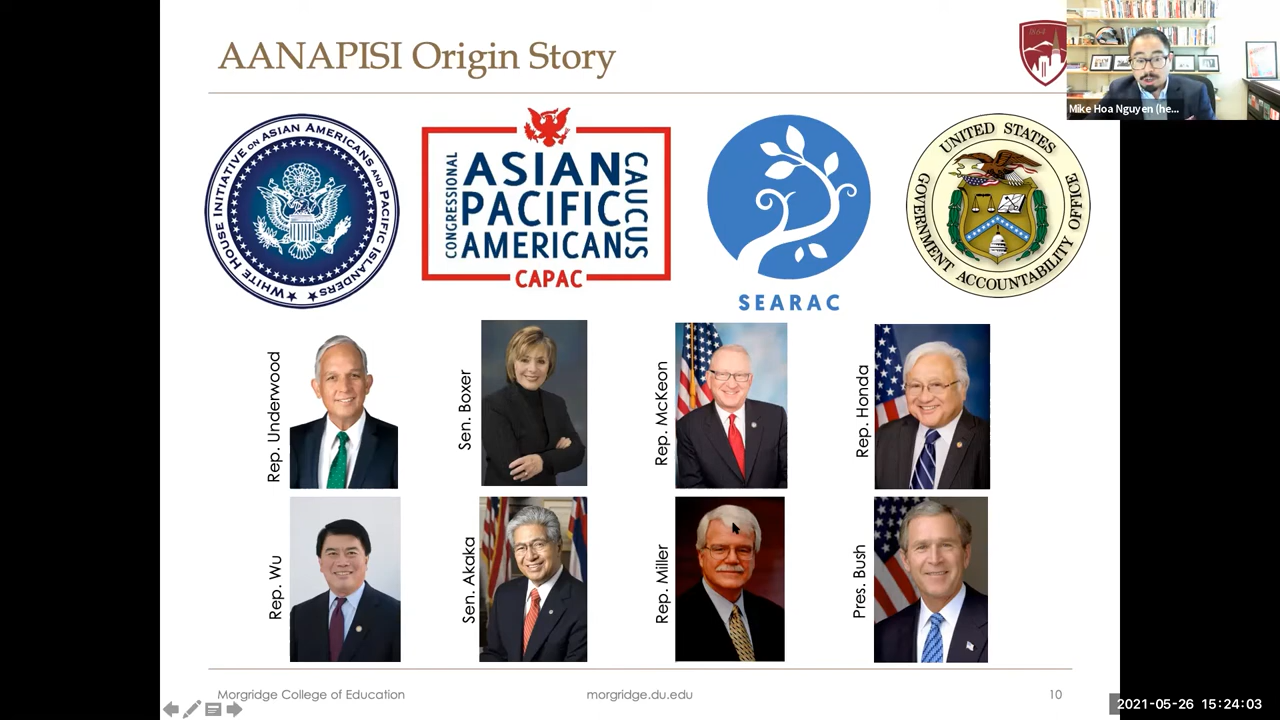 AANAPISI Origin Story
1864
Mike Hoa Nguyen (he...
WHITE HOUSE INITIATIVE ON ASIAN AMERICANS AND PACIFIC ISLANDERS
CONGRESSIONAL
ASIAN
PACIFIC
AMERICANS
CAUCUS
CAPAC
SEARAC
UNITED STATES
GOVERNMENT ACCOUNTABILITY OFFICE
Rep. Underwood
Sen. Boxer
Rep. McKeon
Rep. Honda
Rep. Wu
Sen. Akaka
Rep. Miller
Pres. Bush
Morgridge College of Education
morgridge.du.edu
10
2021-05-26 15:24:03